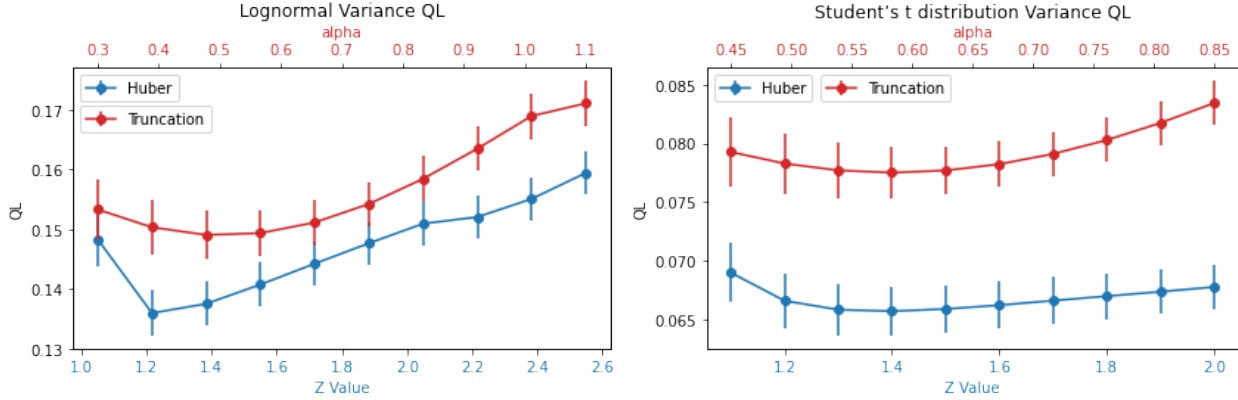 Lognormal Variance QL
alpha
0.3 0.4 0.5 0.6 0.7 0.8 0.9 1.0 1.1
Huber
Truncation
0.17
0.16
0.15
0.14
0.13
QL
1.0 1.2 1.4 1.6 1.8 2.0 2.2 2.4 2.6
Z Value
Student’s t distribution Variance QL
alpha
0.45 0.50 0.55 0.60 0.65 0.70 0.75 0.80 0.85
Huber Truncation
0.085
0.080
0.075
0.070
0.065
QL
1.2 1.4 1.6 1.8 2.0
Z Value